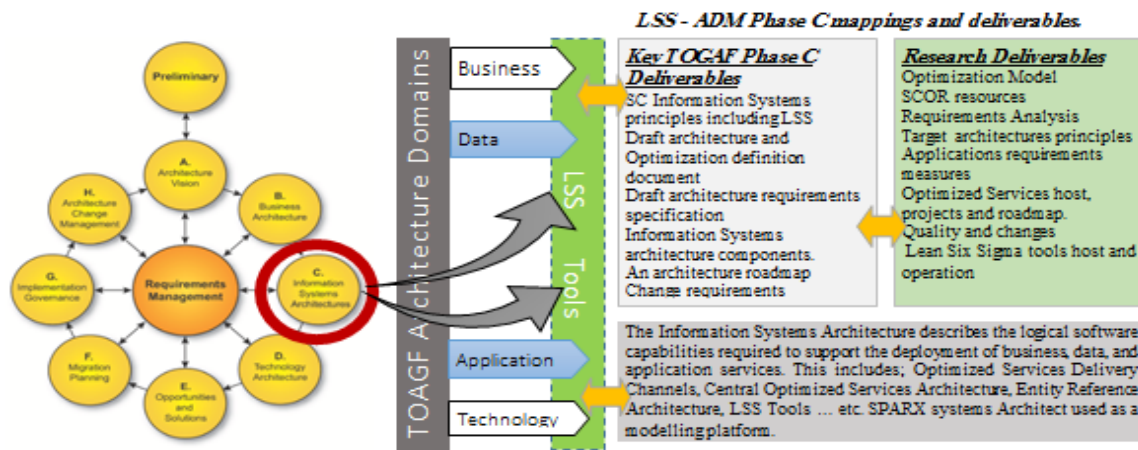 LSS - ADM Phase C mappings and deliverables.
Preliminary
A.
Architecture
Vision
B.
Business
Architecture
C.
Information
Systems
Architectures
D.
Technology
Architecture
E.
Opportunities
and
Solutions
F.
Migration
Planning
G.
Implementation
Governance
H.
Architecture
Change
Management
Requirements
Management
TOAGF Architecture Domains
Business
Data
Application
Technology
LSS Tools
Key TOGAF Phase C
Deliverables
SC Information Systems
principles including LSS
Draft architecture and
Optimization definition
document
Draft architecture requirements
specification
Information Systems
architecture components.
An architecture roadmap
Change requirements
Research Deliverables
Optimization Model
SCOR resources
Requirements Analysis
Target architectures principles
Applications requirements
measures
Optimized Services host,
projects and roadmap.
Quality and changes
Lean Six Sigma tools host and
operation
The Information Systems Architecture describes the logical software
capabilities required to support the deployment of business, data, and
application services. This includes; Optimized Services Delivery
Channels, Central Optimized Services Architecture, Entity Reference
Architecture, LSS Tools … etc. SPARX systems Architect used as a
modelling platform.